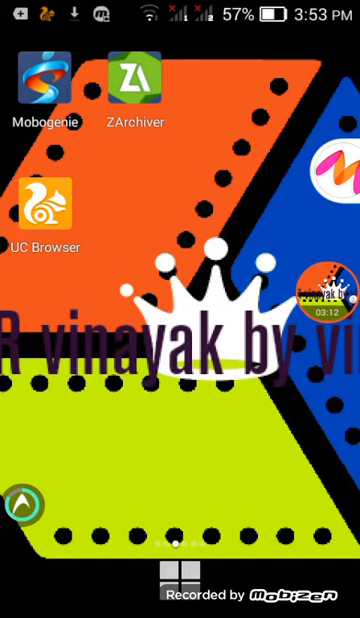 57% 3:53 PM
Mobogenie ZArchiver
UC Browser
03:12
R vinayak by vi
Recorded by mobizen